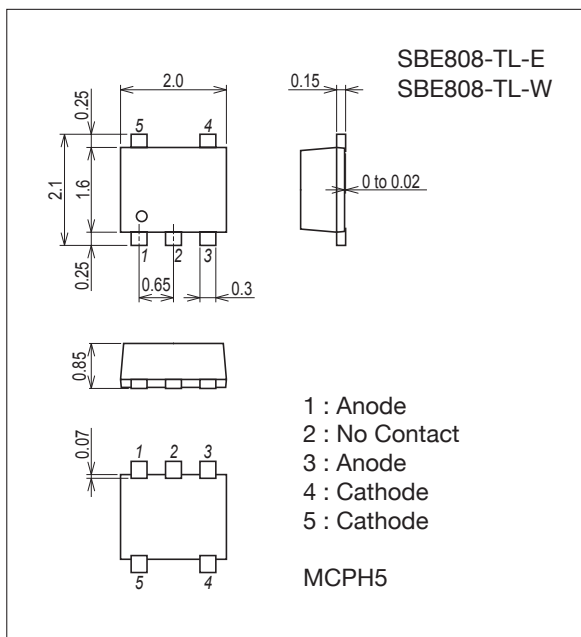 SBE808-TL-E
SBE808-TL-W
2.0
0.15
0.25
5
4
2.1
1.6
0 to 0.02
0.25
1
2
3
0.65
0.3
0.85
0.07
1
2
3
5
4
1 : Anode
2 : No Contact
3 : Anode
4 : Cathode
5 : Cathode
MCPH5